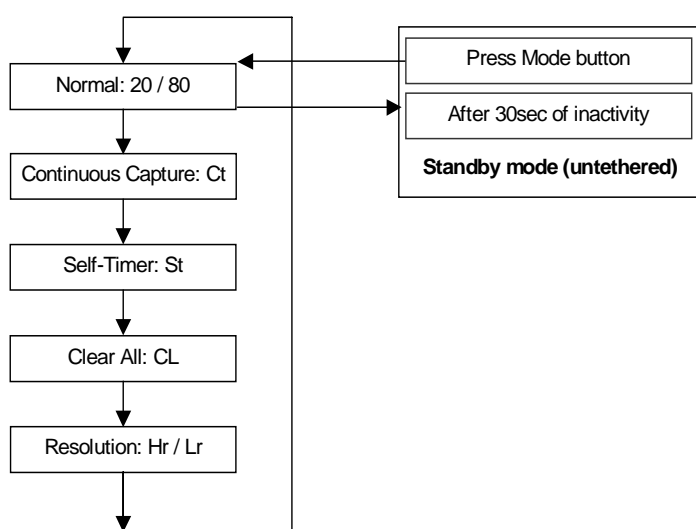 Normal: 20 / 80
Continuous Capture: Ct
Self-Timer: St
Clear All: CL
Resolution: Hr / Lr
Press Mode button
After 30sec of inactivity
Standby mode (untethered)